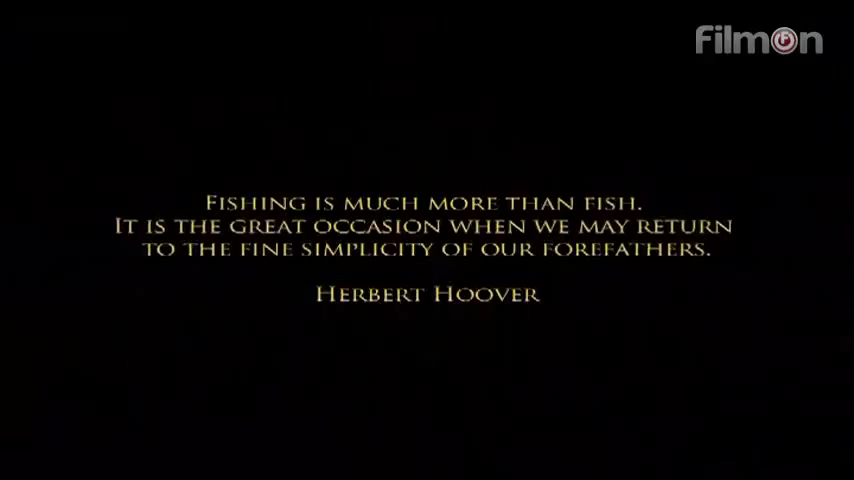 FilmOn
FISHING IS MUCH MORE THAN FISH.
IT IS THE GREAT OCCASION WHEN WE MAY RETURN
TO THE FINE SIMPLICITY OF OUR FOREFATHERS.
HERBERT HOOVER